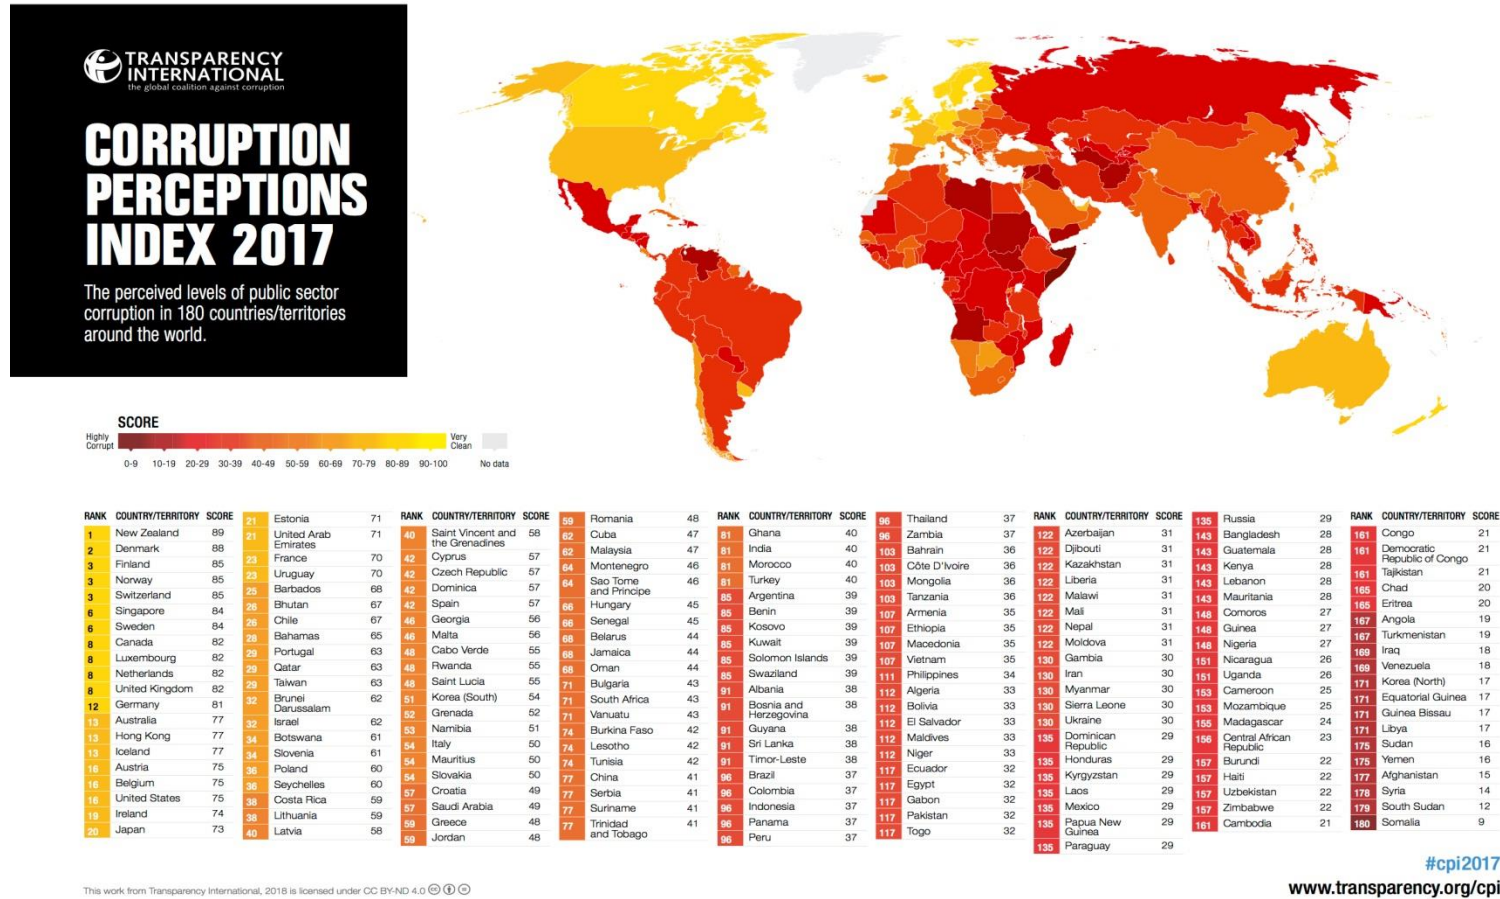 TRANSPARENCY
INTERNATIONAL
the global coalition against corruption
CORRUPTION
PERCEPTIONS
INDEX 2017
The perceived levels of public sector
corruption in 180 countries/territories
around the world.
SCORE
Highly
Corrupt
Very
Clean
0-9 10-19 20-29 30-39 40-49 50-59 60-69 70-79 80-89 90-100 No data
RANK COUNTRY/TERRITORY SCORE
1 New Zealand 89
2 Denmark 88
3 Finland 85
3 Norway 85
3 Switzerland 85
6 Singapore 84
6 Sweden 84
8 Canada 82
8 Luxembourg 82
8 Netherlands 82
8 United Kingdom 82
12 Germany 81
13 Australia 77
13 Hong Kong 77
13 Iceland 77
16 Austria 75
16 Belgium 75
16 United States 75
19 Ireland 74
20 Japan 73
21 Estonia 71
21 United Arab
Emirates 71
23 France 70
23 Uruguay 70
25 Barbados 68
26 Bhutan 67
26 Chile 67
28 Bahamas 65
29 Portugal 63
29 Qatar 63
29 Taiwan 63
32 Brunei
Darussalam 62
32 Israel 62
34 Botswana 61
34 Slovenia 61
36 Poland 60
36 Seychelles 60
38 Costa Rica 59
38 Lithuania 59
40 Latvia 58
RANK COUNTRY/TERRITORY SCORE
40 Saint Vincent and
the Grenadines 58
42 Cyprus 57
42 Czech Republic 57
42 Dominica 57
42 Spain 57
46 Georgia 56
46 Malta 56
48 Cabo Verde 55
48 Rwanda 55
48 Saint Lucia 55
51 Korea (South) 54
52 Grenada 52
53 Namibia 51
54 Italy 50
54 Mauritius 50
54 Slovakia 50
57 Croatia 49
57 Saudi Arabia 49
59 Greece 48
59 Jordan 48
59 Romania 48
62 Cuba 47
62 Malaysia 47
64 Montenegro 46
64 Sao Tome
and Principe 46
66 Hungary 45
66 Senegal 45
68 Belarus 44
68 Jamaica 44
68 Oman 44
71 Bulgaria 43
71 South Africa 43
71 Vanuatu 43
74 Burkina Faso 42
74 Lesotho 42
74 Tunisia 42
77 China 41
77 Serbia 41
77 Suriname 41
77 Trinidad
and Tobago 41
RANK COUNTRY/TERRITORY SCORE
81 Ghana 40
81 India 40
81 Morocco 40
81 Turkey 40
85 Argentina 39
85 Benin 39
85 Kosovo 39
85 Kuwait 39
85 Solomon Islands 39
85 Swaziland 39
91 Albania 38
91 Bosnia and
Herzegovina 38
91 Guyana 38
91 Sri Lanka 38
91 Timor-Leste 38
96 Brazil 37
96 Colombia 37
96 Indonesia 37
96 Panama 37
96 Peru 37
96 Thailand 37
96 Zambia 37
103 Bahrain 36
103 Côte D'Ivoire 36
103 Mongolia 36
103 Tanzania 36
107 Armenia 35
107 Ethiopia 35
107 Macedonia 35
107 Vietnam 35
111 Philippines 34
112 Algeria 33
112 Bolivia 33
112 El Salvador 33
112 Maldives 33
112 Niger 33
117 Ecuador 32
117 Egypt 32
117 Gabon 32
117 Pakistan 32
117 Togo 32
RANK COUNTRY/TERRITORY SCORE
122 Azerbaijan 31
122 Djibouti 31
122 Kazakhstan 31
122 Liberia 31
122 Malawi 31
122 Mali 31
122 Nepal 31
122 Moldova 31
130 Gambia 30
130 Iran 30
130 Myanmar 30
130 Sierra Leone 30
130 Ukraine 30
135 Dominican
Republic 29
135 Honduras 29
135 Kyrgyzstan 29
135 Laos 29
135 Mexico 29
135 Papua New
Guinea 29
135 Paraguay 29
135 Russia 29
143 Bangladesh 28
143 Guatemala 28
143 Kenya 28
143 Lebanon 28
143 Mauritania 28
148 Comoros 27
148 Guinea 27
148 Nigeria 27
151 Nicaragua 26
151 Uganda 26
153 Cameroon 25
153 Mozambique 25
155 Madagascar 24
156 Central African
Republic 23
157 Burundi 22
157 Haiti 22
157 Uzbekistan 22
157 Zimbabwe 22
161 Cambodia 21
RANK COUNTRY/TERRITORY SCORE
161 Congo 21
161 Democratic
Republic of Congo 21
161 Tajikistan 21
165 Chad 20
165 Eritrea 20
167 Angola 19
167 Turkmenistan 19
169 Iraq 18
169 Venezuela 18
171 Korea (North) 17
171 Equatorial Guinea 17
171 Guinea Bissau 17
171 Libya 17
175 Sudan 16
175 Yemen 16
177 Afghanistan 15
178 Syria 14
179 South Sudan 12
180 Somalia 9
#cpi2017
www.transparency.org/cpi
This work from Transparency International, 2018 is licensed under CC BY-ND 4.0